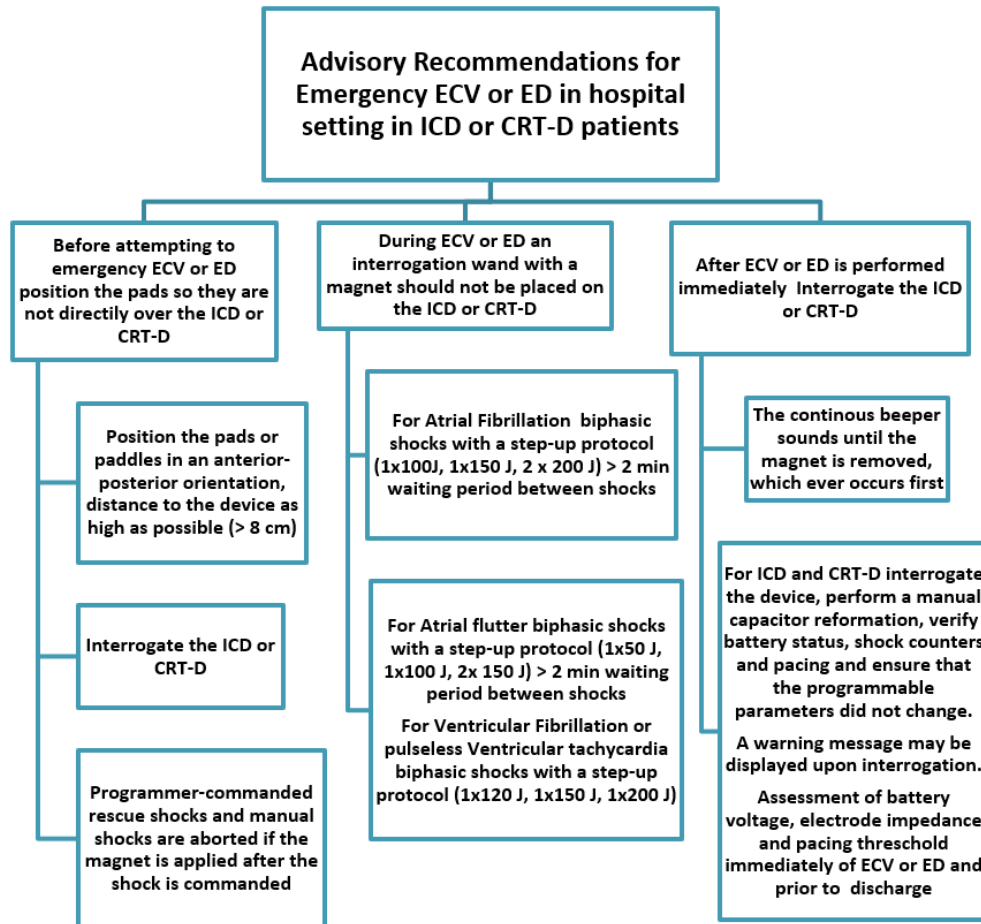 Advisory Recommendations for
Emergency ECV or ED in hospital
setting in ICD or CRT-D patients
Before attempting to
emergency ECV or ED
position the pads so they are
not directily over the ICD or
CRT-D
Position the pads or
paddles in an anterior-
posterior orientation,
distance to the device as
high as possible (> 8 cm)
Interrogate the ICD or
CRT-D
Programmer-commanded
rescue shocks and manual
shocks are aborted if the
magnet is applied after the
shock is commanded
During ECV or ED an
interrogation wand with a
magnet should not be placed on
the ICD or CRT-D
For Atrial Fibrillation biphasic
shocks with a step-up protocol
(1x100J, 1x150 J, 2 x 200 J) > 2 min
waiting period between shocks
For Atrial flutter biphasic shocks
with a step-up protocol (1x50 J,
1x100 J, 2x 150 J) > 2 min waiting
period between shocks
For Ventricular Fibrillation or
pulseless Ventricular tachycardia
biphasic shocks with a step-up
protocol (1x120 J, 1x150 J, 1x200 J)
After ECV or ED is performed
immediately Interrogate the ICD
or CRT-D
The continous beeper
sounds until the
magnet is removed,
which ever occurs first
For ICD and CRT-D interrogate
the device, perform a manual
capacitor reformation, verify
battery status, shock counters
and pacing and ensure that
the programmable
parameters did not change.
A warning message may be
displayed upon interrogation.
Assessment of battery
voltage, electrode impedance
and pacing threschold
immediately of ECV or ED and
prior to discharge